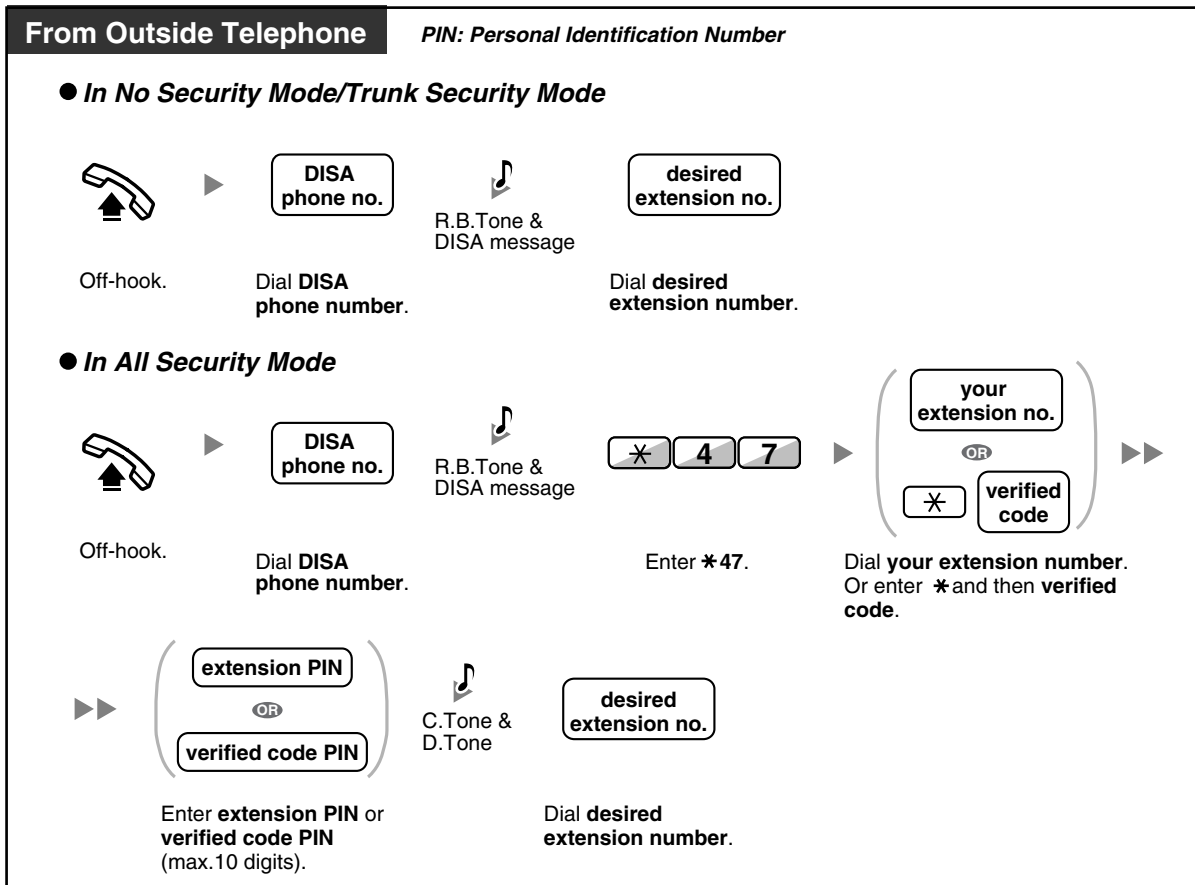 From Outside Telephone
PIN: Personal Identification Number
● In No Security Mode/Trunk Security Mode
DISA
phone no.
R.B.Tone &
DISA message
desired
extension no.
Off-hook.
Dial DISA
phone number.
Dial desired
extension number.
● In All Security Mode
DISA
phone no.
R.B.Tone &
DISA message
* 4 7
your
extension no.
OR
* verified
code
Off-hook.
Dial DISA
phone number.
Enter *47.
Dial your extension number.
Or enter * and then verified
code.
extension PIN
OR
verified code PIN
C.Tone &
D.Tone
desired
extension no.
Enter extension PIN or
verified code PIN
(max.10 digits).
Dial desired
extension number.